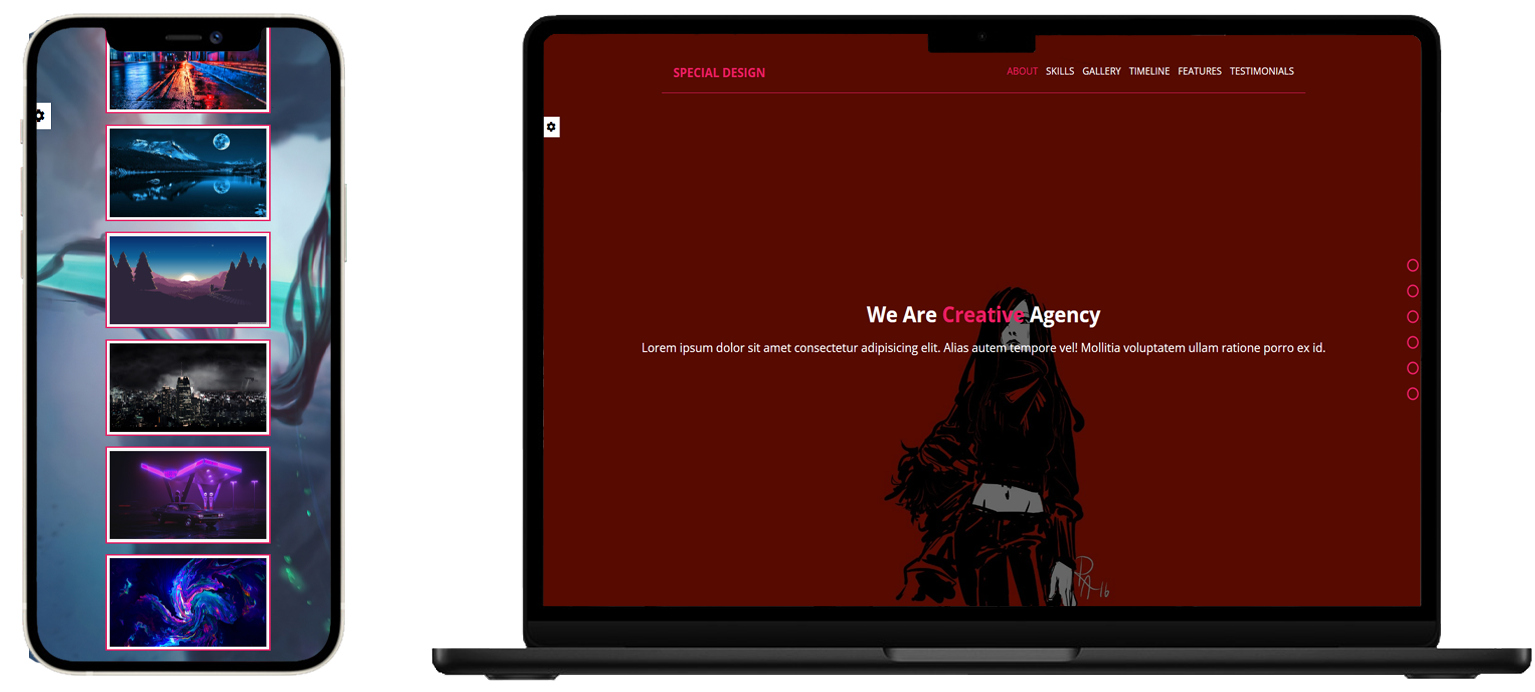 SPECIAL DESIGN
ABOUT SKILLS GALLERY TIMELINE FEATURES TESTIMONIALS
We Are Creative Agency
Lorem ipsum dolor sit amet consectetur adipisicing elit. Alias autem tempore vel! Mollitia voluptatem ullam ratione porro ex id.